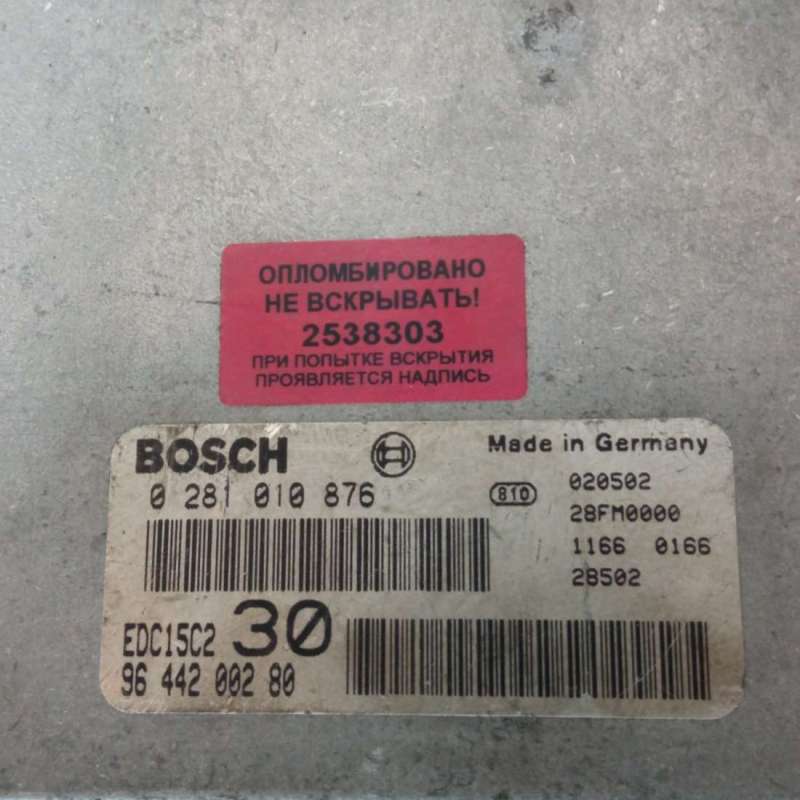 ОПЛОМБИРОВАНО
НЕ ВСКРЫВАТЬ!
2538303
ПРИ ПОПЫТКЕ ВСКРЫТИЯ
ПРОЯВЛЯЕТСЯ НАДПИСЬ
BOSCH Made in Germany
0 281 010 876 810 020502
28FM0000
1166 0166
28502
EDC15C2 30
96 442 002 80